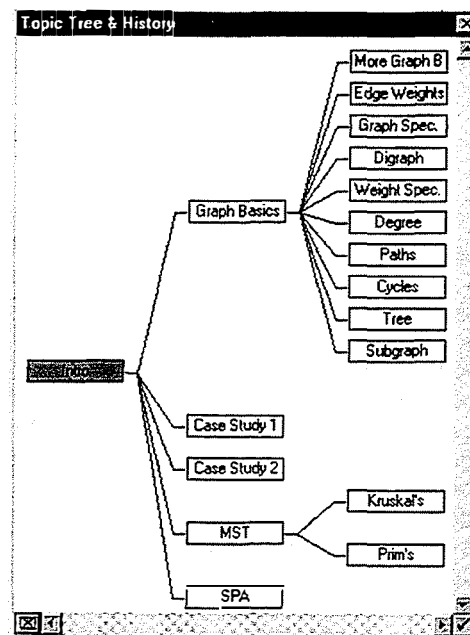 Topic Tree & History
More Graph B
Edge Weights
Graph Spec.
Digraph
Graph Basics
Weight Spec.
Degree
Paths
Cycles
Tree
Subgraph
Case Study 1
Case Study 2
MST
Kruskal's
Prim's
SPA